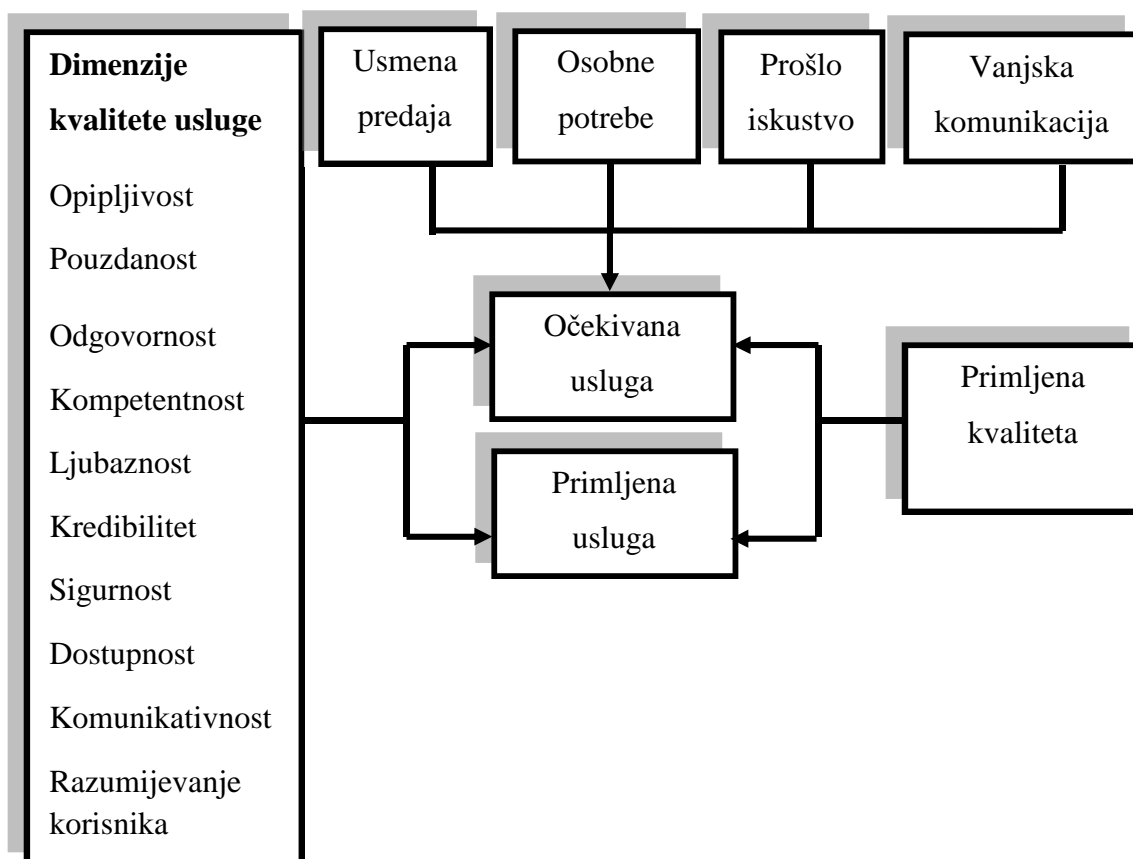 Dimenzije
kvalitete usluge
Opipljivost
Pouzdanost
Odgovornost
Kompetentnost
Ljubaznost
Kredibilitet
Sigurnost
Dostupnost
Komunikativnost
Razumijevanje
korisnika
Usmena
predaja
Osobne
potrebe
Prošlo
iskustvo
Vanjska
komunikacija
Očekivana
usluga
Primljena
usluga
Primljena
kvaliteta